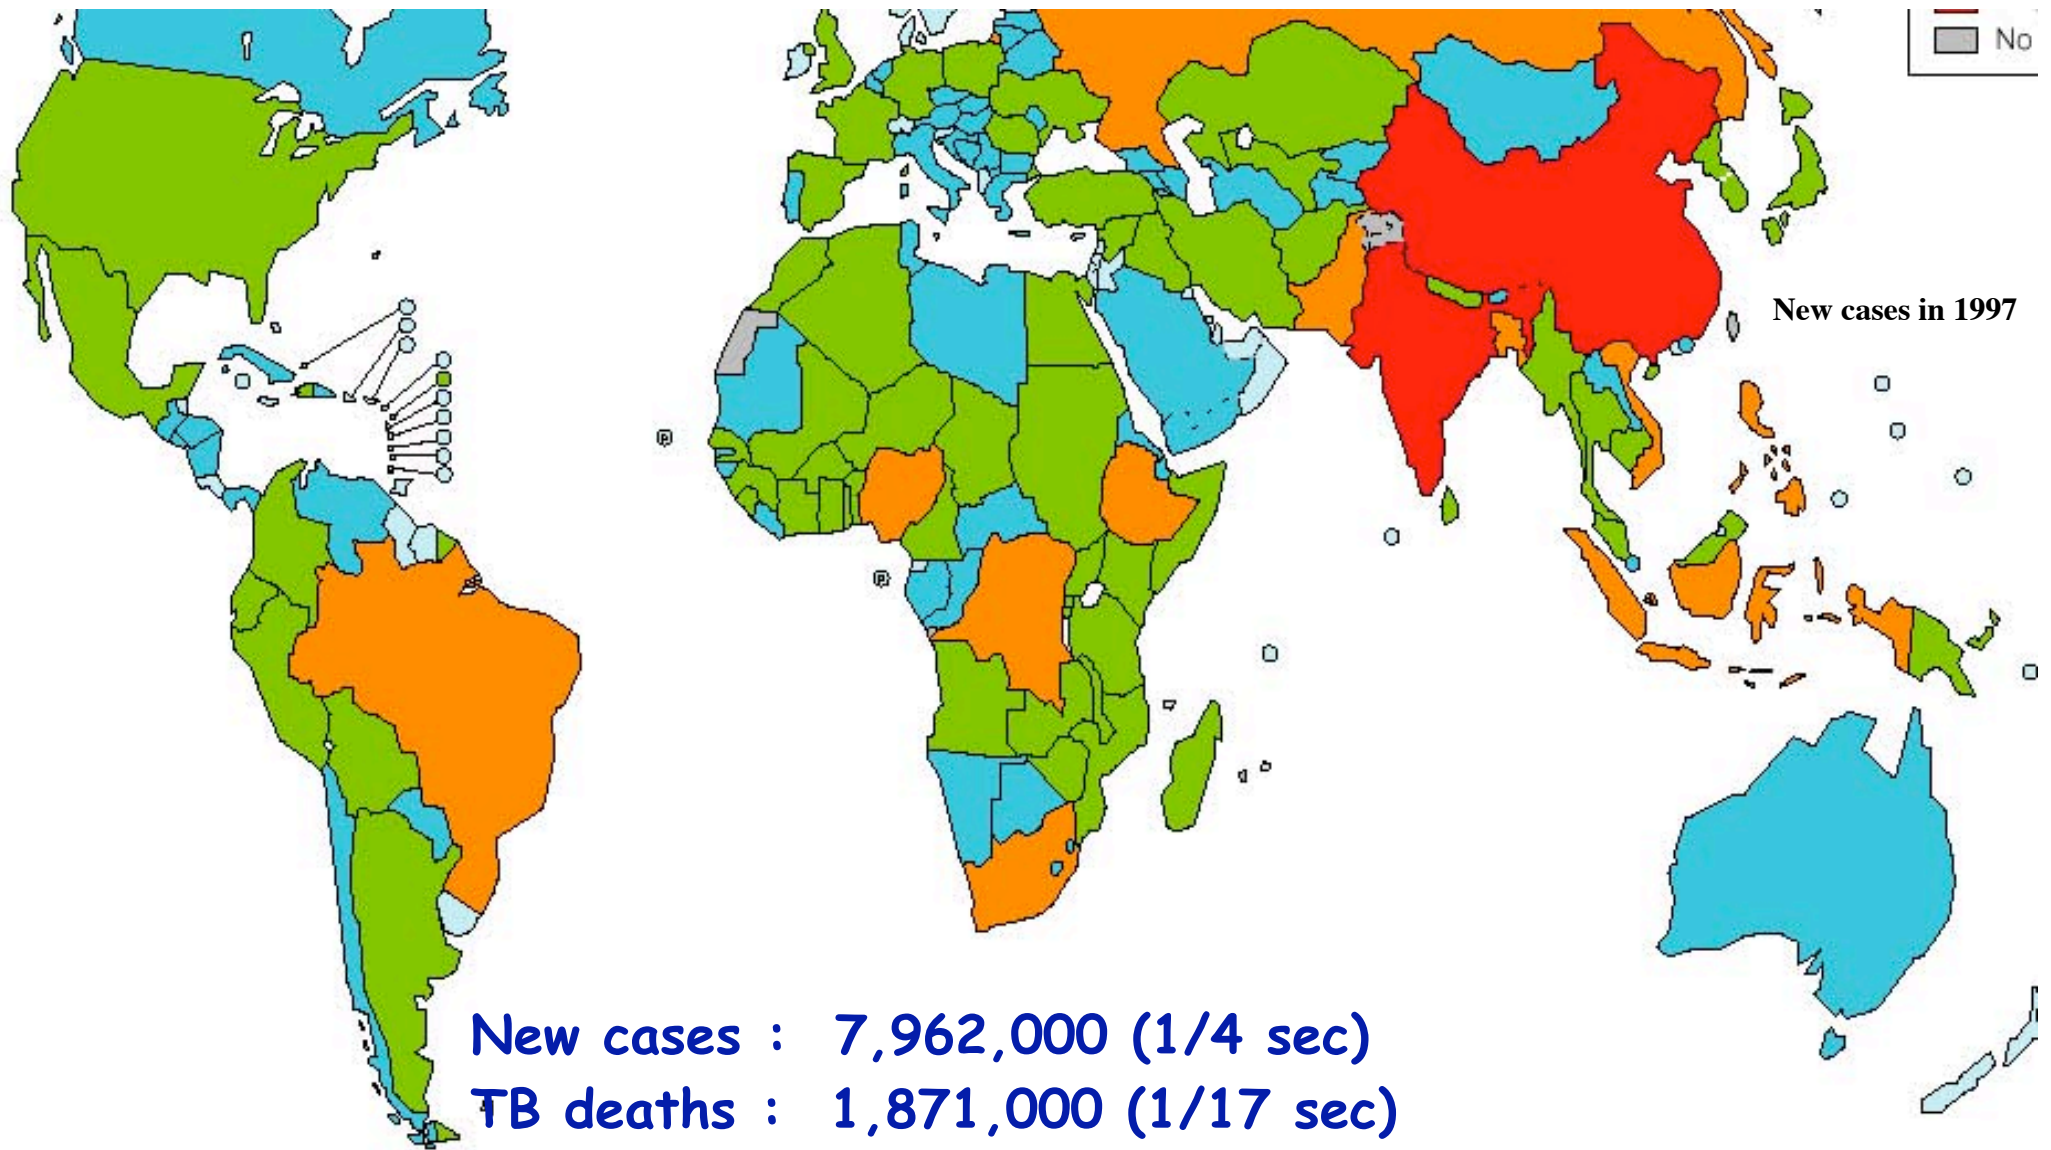 No
New cases in 1997
New cases : 7,962,000 (1/4 sec)
TB deaths : 1,871,000 (1/17 sec)